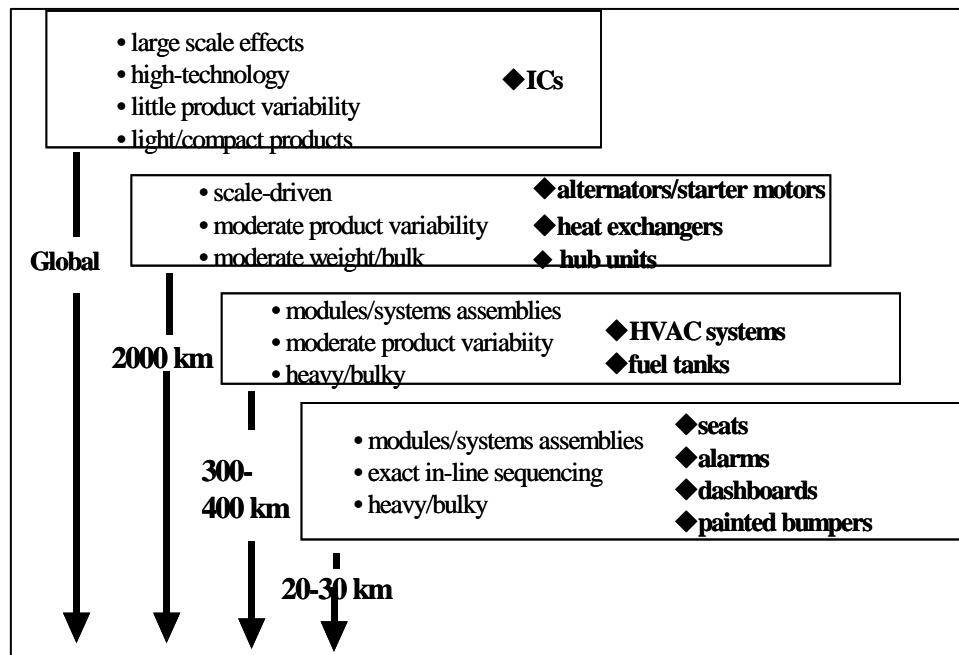 • large scale effects
• high-technology
• little product variability
• light/compact products
◆ICs
• scale-driven
• moderate product variability
• moderate weight/bulk
◆alternators/starter motors
◆heat exchangers
◆ hub units
Global
• modules/systems assemblies
• moderate product variabiity
• heavy/bulky
◆HVAC systems
◆fuel tanks
2000 km
• modules/systems assemblies
• exact in-line sequencing
• heavy/bulky
◆seats
◆alarms
◆dashboards
◆painted bumpers
300-
400 km
20-30 km